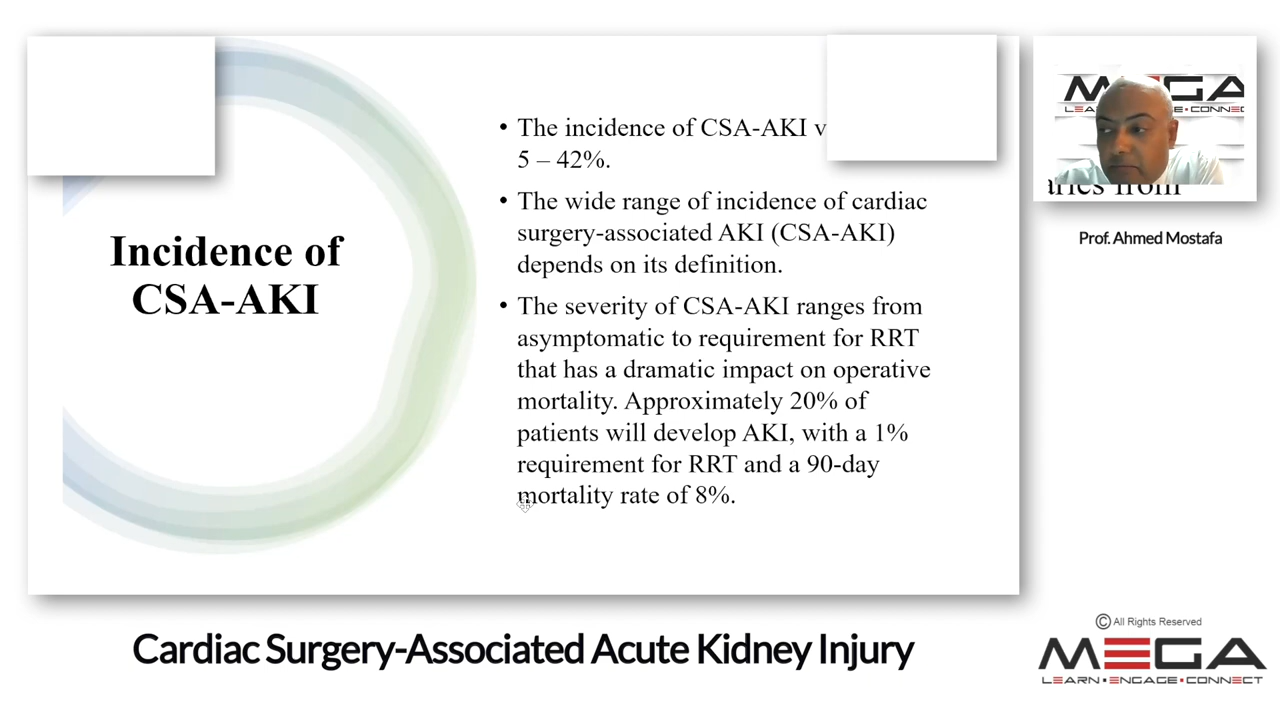 Incidence of
CSA-AKI
• The incidence of CSA-AKI v
5 – 42%.
• The wide range of incidence of cardiac
surgery-associated AKI (CSA-AKI)
depends on its definition.
• The severity of CSA-AKI ranges from
asymptomatic to requirement for RRT
that has a dramatic impact on operative
mortality. Approximately 20% of
patients will develop AKI, with a 1%
requirement for RRT and a 90-day
mortality rate of 8%.
aries from
Prof. Ahmed Mostafa
Cardiac Surgery-Associated Acute Kidney Injury
© All Rights Reserved
MEGA
LEARN ▪ ENGAGE ▪ CONNECT